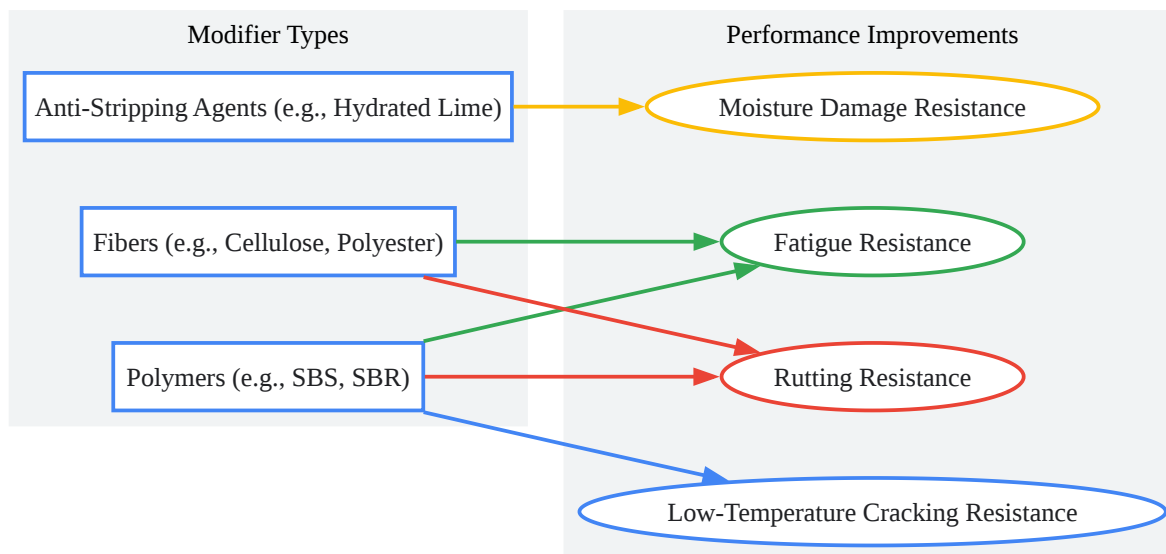 Modifier Types
Performance Improvements
Anti-Stripping Agents (e.g., Hydrated Lime)
Moisture Damage Resistance
Fibers (e.g., Cellulose, Polyester)
Fatigue Resistance
Polymers (e.g., SBS, SBR)
Rutting Resistance
Low-Temperature Cracking Resistance